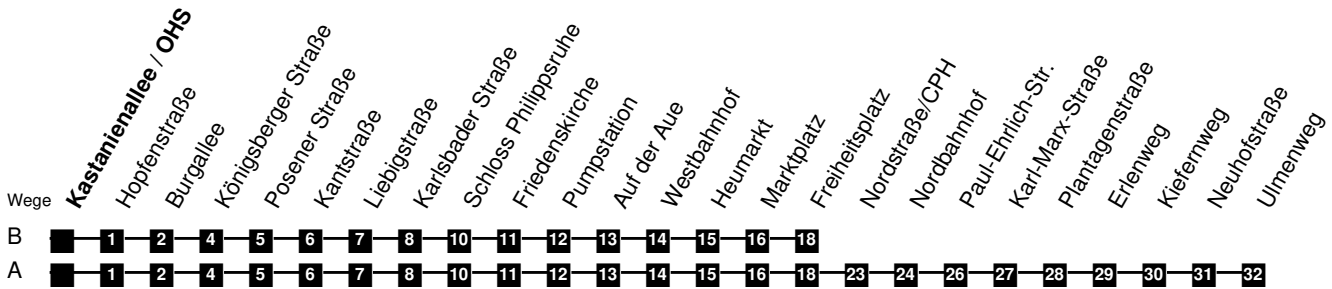 Kastanienallee / OHS
Hopfenstraße
Burgallee
Königsberger Straße
Posener Straße
Kantstraße
Liebigstraße
Karlsbader Straße
Schloss Philippsruhe
Friedenskirche
Pumpstation
Auf der Aue
Westbahnhof
Heumarkt
Marktplatz
Freiheitsplatz
Nordstraße/CPH
Nordbahnhof
Paul-Ehrlich-Str.
Karl-Marx-Straße
Plantagenstraße
Erlenweg
Kiefernweg
Neuhofstraße
Ulmenweg
Wege
B 1 2 4 5 6 7 8 10 11 12 13 14 15 16 18
A 1 2 4 5 6 7 8 10 11 12 13 14 15 16 18 23 24 26 27 28 29 30 31 32